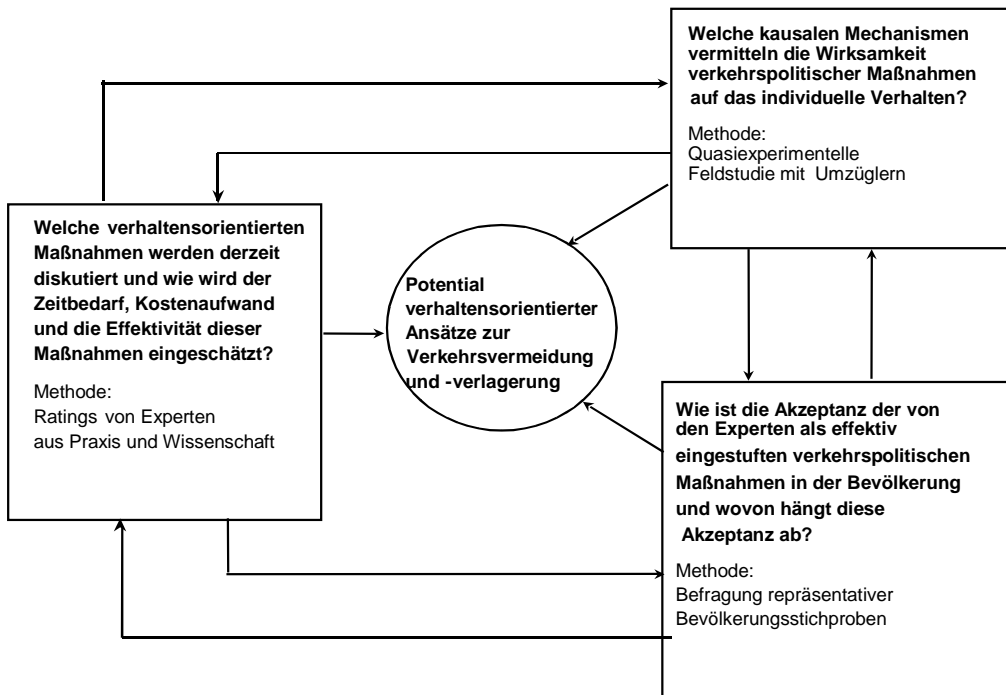 Welche kausalen Mechanismen
vermitteln die Wirksamkeit
verkehrspolitischer Maßnahmen
auf das individuelle Verhalten?
Methode:
Quasiexperimentelle
Feldstudie mit Umzüglern
Welche verhaltensorientierten
Maßnahmen werden derzeit
diskutiert und wie wird der
Zeitbedarf, Kostenaufwand
und die Effektivität dieser
Maßnahmen eingeschätzt?
Methode:
Ratings von Experten
aus Praxis und Wissenschaft
Potential
verhaltensorientierter
Ansätze zur
Verkehrsvermeidung
und -verlagerung
Wie ist die Akzeptanz der von
den Experten als effektiv
eingestuften verkehrspolitischen
Maßnahmen in der Bevölkerung
und wovon hängt diese
Akzeptanz ab?
Methode:
Befragung repräsentativer
Bevölkerungsstichproben